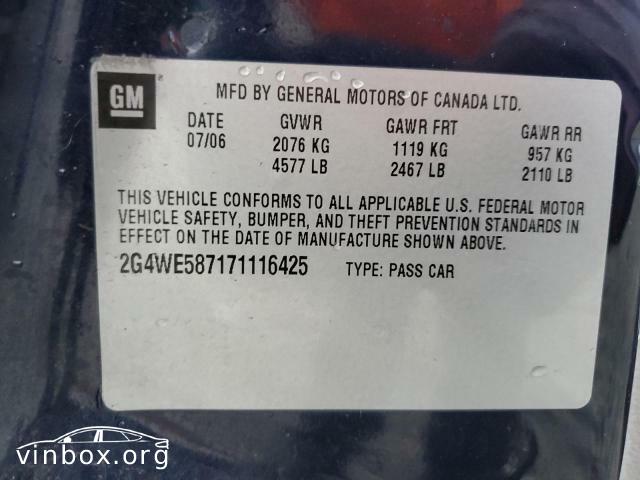 GM
MFD BY GENERAL MOTORS OF CANADA LTD.
DATE GVWR GAWR FRT GAWR RR
07/06 2076 KG 1119 KG 957 KG
4577 LB 2467 LB 2110 LB
THIS VEHICLE CONFORMS TO ALL APPLICABLE U.S. FEDERAL MOTOR
VEHICLE SAFETY, BUMPER, AND THEFT PREVENTION STANDARDS IN
EFFECT ON THE DATE OF MANUFACTURE SHOWN ABOVE.
2G4WE587171116425 TYPE: PASS CAR
vinbox.org